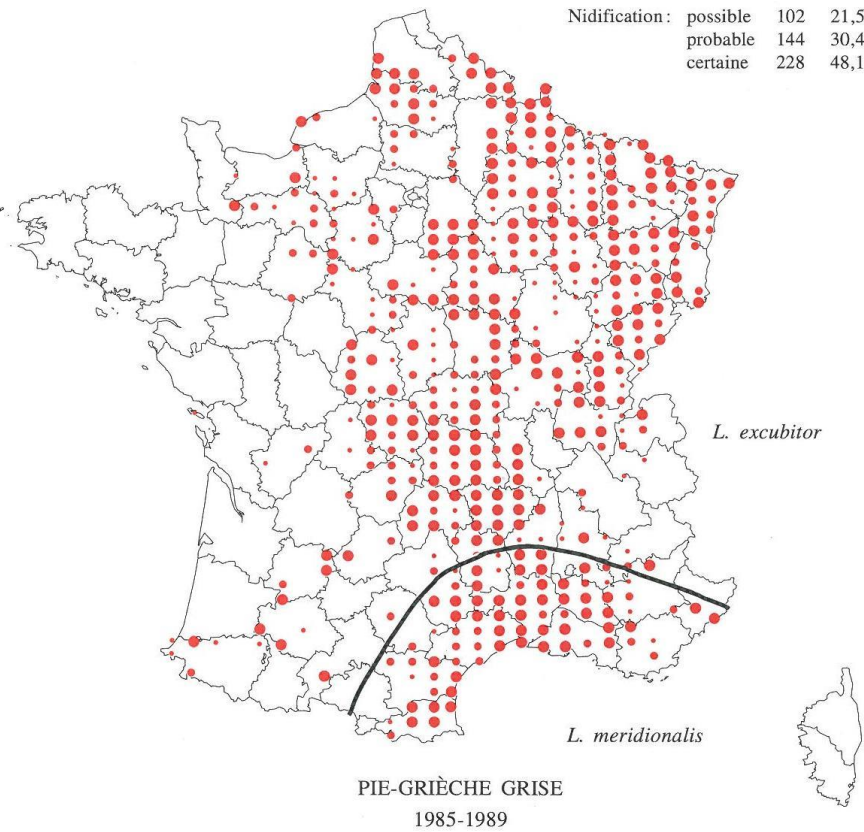 Nidification : possible 102 21,5
probable 144 30,4
certaine 228 48,1
L. excubitor
L. meridionalis
PIE-GRIÈCHE GRISE
1985-1989